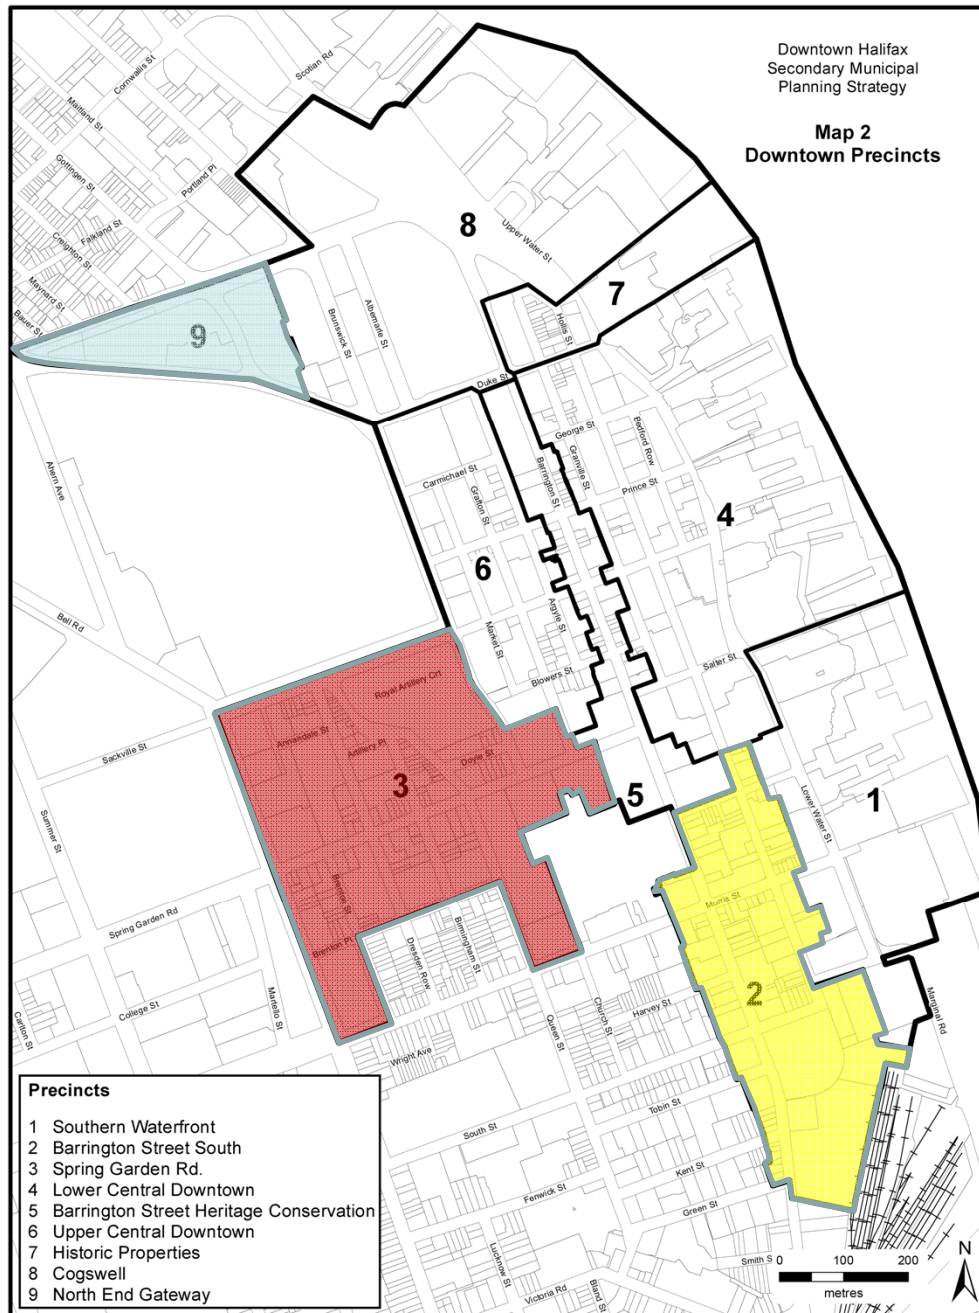 Downtown Halifax
Secondary Municipal
Planning Strategy
Map 2
Downtown Precincts
Scotian Rd
Cornwallis St
Maitland St
Gottingen St
Portland Pl
Falkland St
Creighton St
Maynard St
Bauer St
8
Upper Water St
7
Hollis St
9
Brunswick St
Albemarle St
Duke St
George St
Bedford Row
Granville St
Barrington St
Prince St
Carmichael St
Grafton St
Ahern Ave
4
6
Argyle St
Market St
Bell Rd
Blowers St
Salter St
Royal Artillery Crt
Annandale St
Artillery Pl
Doyle St
Sackville St
3
5
1
Lower Water St
Summer St
Brenton St
Morris St
Spring Garden Rd
Brenton Pl
Dresden Row
Birmingham St
2
College St
Martello St
Carlton St
Queen St
Church St
Harvey St
Marginal Rd
Wright Ave
Tobin St
South St
Kent St
Fenwick St
Green St
Lucknow St
Victoria Rd
Bland St
Smith S
Precincts
1 Southern Waterfront
2 Barrington Street South
3 Spring Garden Rd.
4 Lower Central Downtown
5 Barrington Street Heritage Conservation
6 Upper Central Downtown
7 Historic Properties
8 Cogswell
9 North End Gateway
0 100 200
metres
N